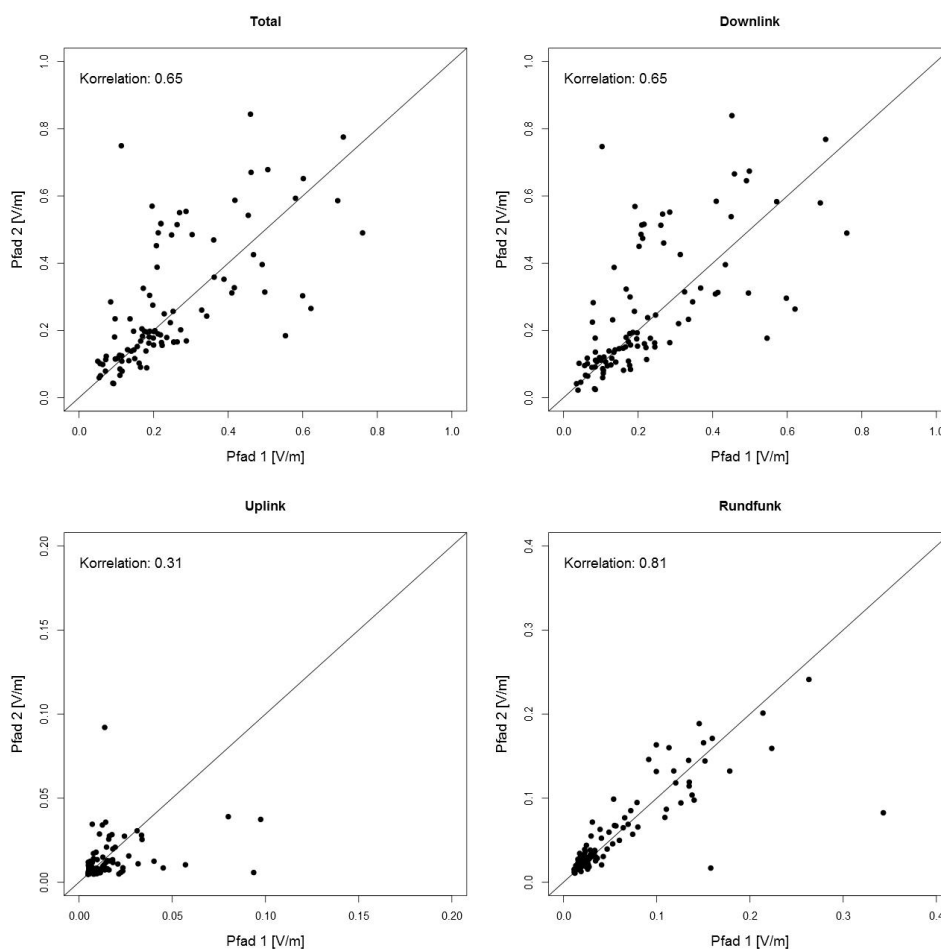 Total
Korrelation: 0.65
Pfad 2 [V/m]
0.0 0.2 0.4 0.6 0.8 1.0
0.0 0.2 0.4 0.6 0.8 1.0
Pfad 1 [V/m]
Downlink
Korrelation: 0.65
Pfad 2 [V/m]
0.0 0.2 0.4 0.6 0.8 1.0
0.0 0.2 0.4 0.6 0.8 1.0
Pfad 1 [V/m]
Uplink
Korrelation: 0.31
Pfad 2 [V/m]
0.00 0.05 0.10 0.15 0.20
0.00 0.05 0.10 0.15 0.20
Pfad 1 [V/m]
Rundfunk
Korrelation: 0.81
Pfad 2 [V/m]
0.0 0.1 0.2 0.3 0.4
0.0 0.1 0.2 0.3 0.4
Pfad 1 [V/m]